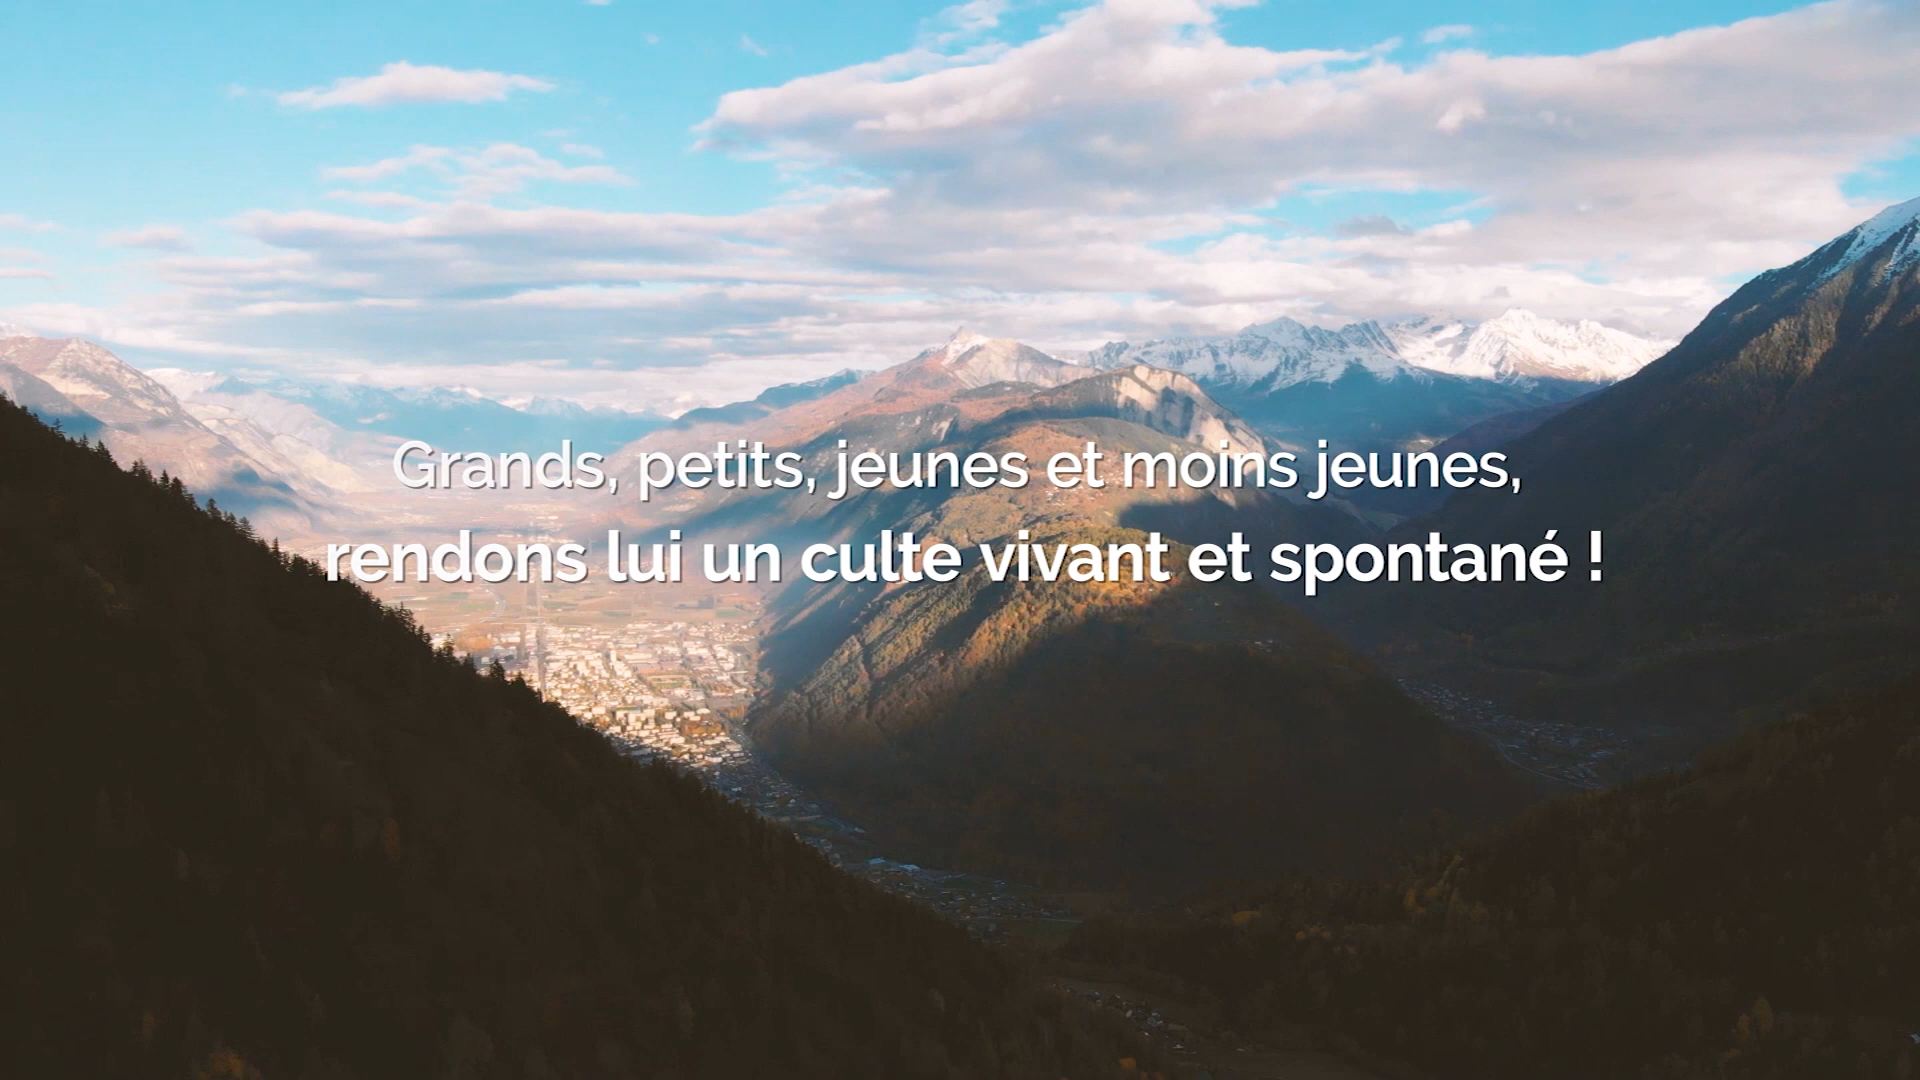 Grands, petits, jeunes et moins jeunes,
rendons lui un culte vivant et spontané !